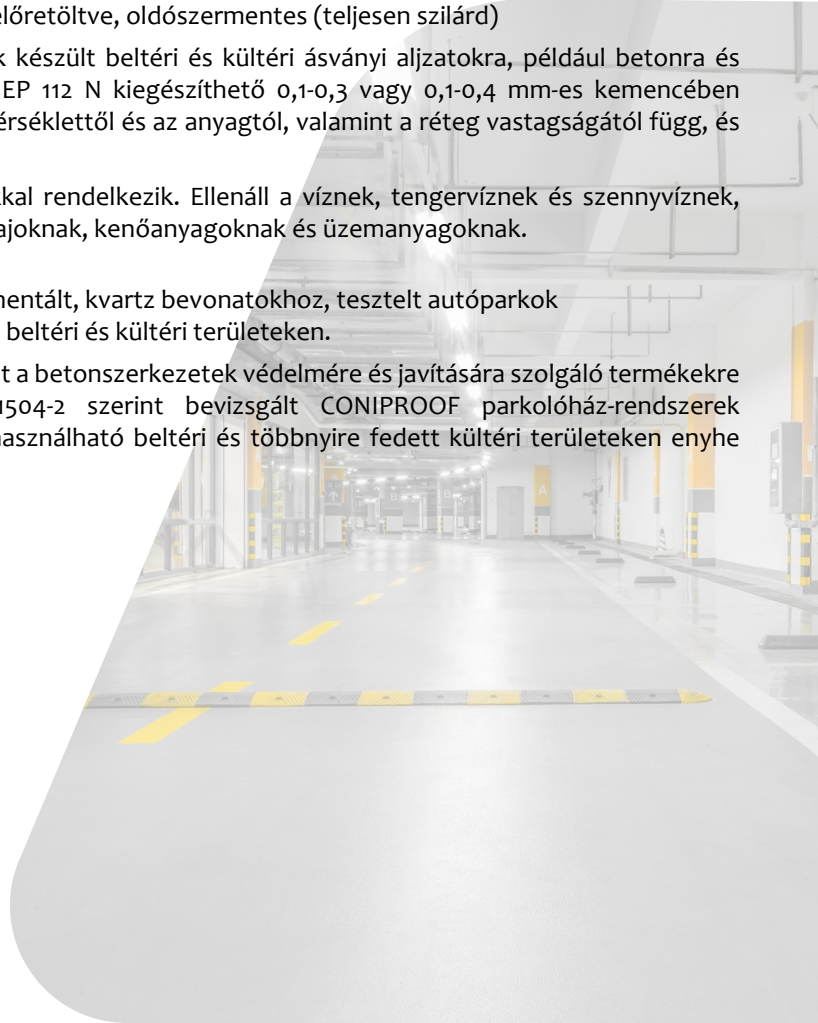 előretöltve, oldószermentes (teljesen szilárd)
készült beltéri és kültéri ásványi aljzatokra, például betonra és
EP 112 N kiegészíthető 0,1-0,3 vagy 0,1-0,4 mm-es kemencében
érséklettől és az anyagtól, valamint a réteg vastagságától függ, és
kal rendelkezik. Ellenáll a víznek, tengervíznek és szennyvíznek,
ajoknak, kenőanyagoknak és üzemanyagoknak.
mentált, kvartz bevonatokhoz, tesztelt autóparkok
beltéri és kültéri területeken.
t a betonszerkezetek védelmére és javítására szolgáló termékekre
1504-2 szerint bevizsgált CONIPROOF parkolóház-rendszerek
használható beltéri és többnyire fedett kültéri területeken enyhe
A